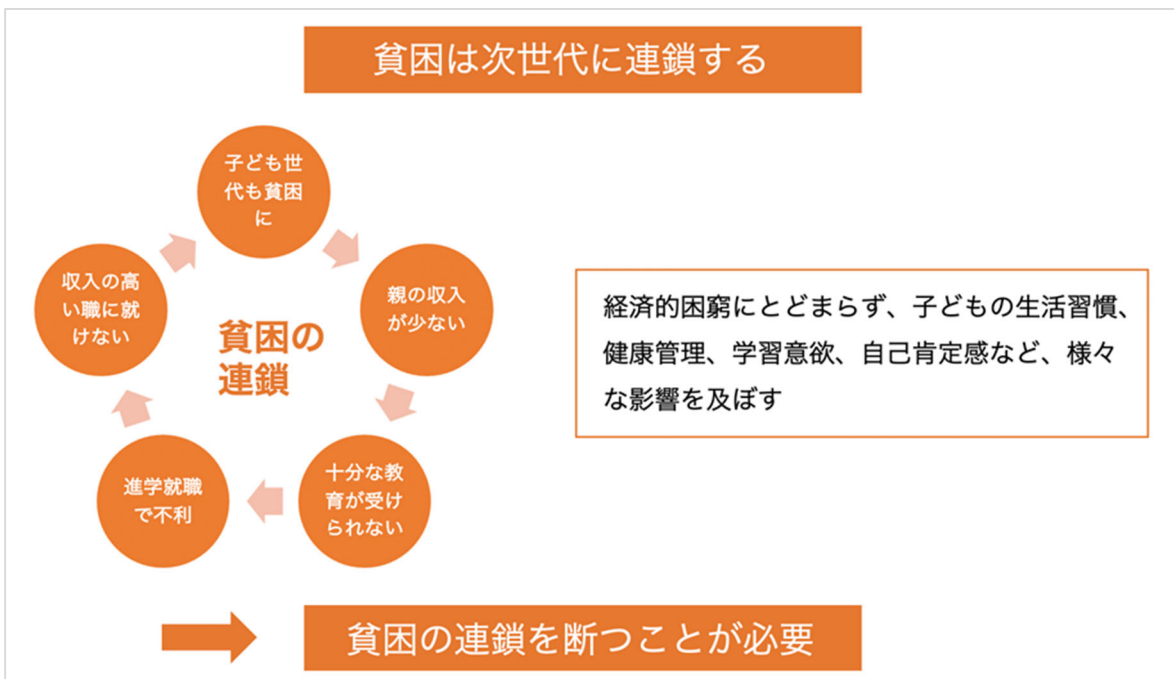 貧困は次世代に連鎖する
子ども世
代も貧困
に
親の収入
が少ない
十分な教
育が受け
られない
進学就職
で不利
収入の高
い職に就
けない
貧困の
連鎖
経済的困窮にとどまらず、子どもの生活習慣、
健康管理、学習意欲、自己肯定感など、様々
な影響を及ぼす
貧困の連鎖を断つことが必要